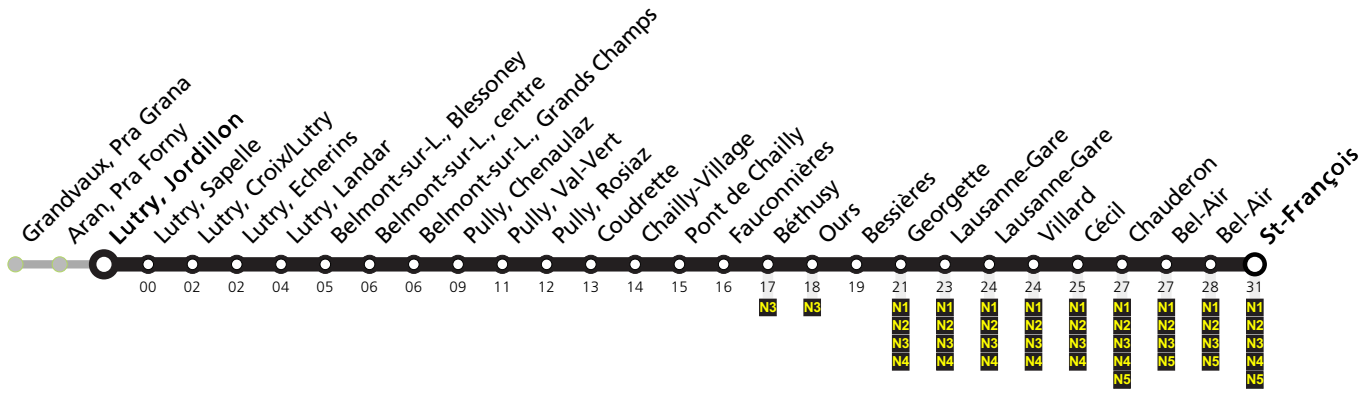 Grandvaux, Pra Grana
Aran, Pra Forny
Lutry, Jordillon
Lutry, Sapelle
Lutry, Croix/Lutry
Lutry, Echerins
Lutry, Landar
Belmont-sur-L., Blessoney
Belmont-sur-L., centre
Belmont-sur-L., Grands Champs
Pully, Chenaulaz
Pully, Val-Vert
Pully, Rosiaz
Coudrette
Chailly-Village
Pont de Chailly
Fauconnières
Béthusy
Ours
Bessières
Georgette
Lausanne-Gare
Lausanne-Gare
Villard
Cécil
Chauderon
Bel-Air
Bel-Air
St-François
00 02 02 04 05 06 06 09 11 12 13 14 15 16 17 18 19 21 23 24 24 25 27 27 28 31
N3 N3 N1 N1 N1 N1 N1 N1 N1 N1 N1
N2 N2 N2 N2 N2 N2 N2 N2 N2
N3 N3 N3 N3 N3 N3 N3 N3 N3
N4 N4 N4 N4 N4 N4 N5 N5 N4
N5 N5